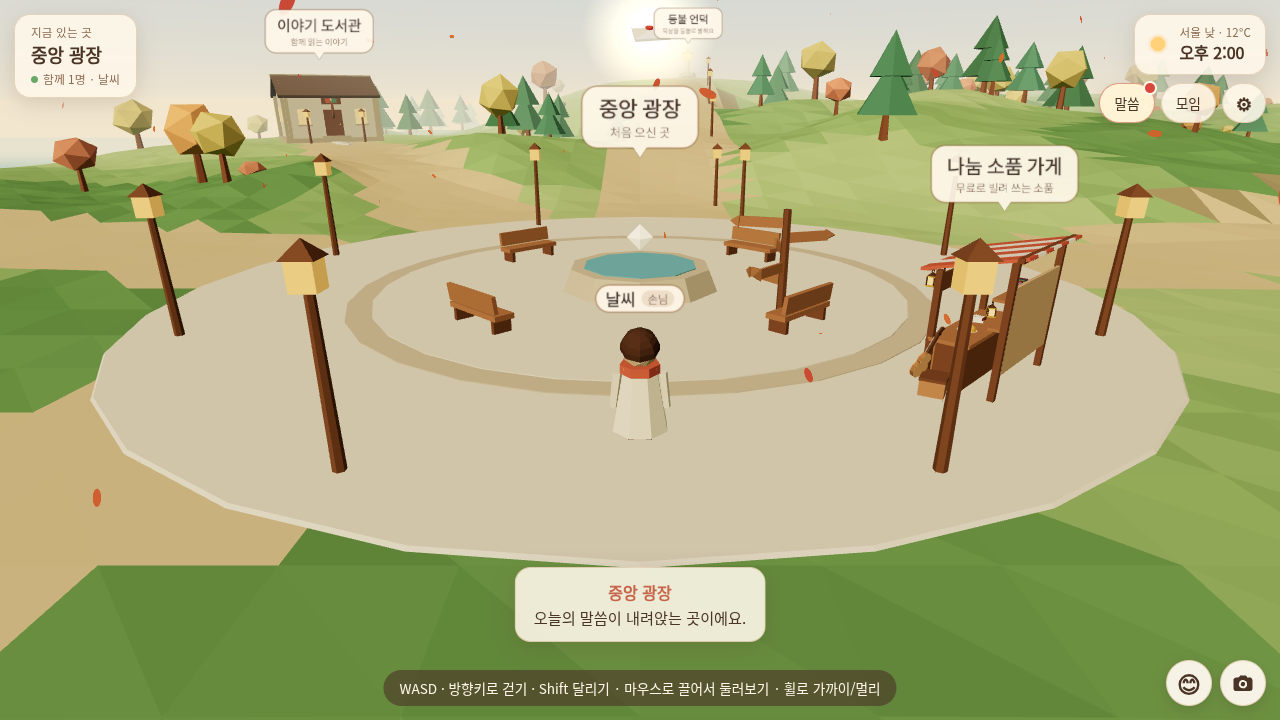 지금 있는 곳
중앙 광장
함께 1명 · 날씨
이야기 도서관
함께 읽는 이야기
등불 언덕
서울 낮 · 12°C
오후 2:00
말씀
모임
중앙 광장
처음 오신 곳
나눔 소품 가게
무료로 빌려 쓰는 소품
날씨 손님
중앙 광장
오늘의 말씀이 내려앉는 곳이에요.
WASD · 방향키로 걷기 · Shift 달리기 · 마우스로 끌어서 둘러보기 · 휠로 가까이/멀리